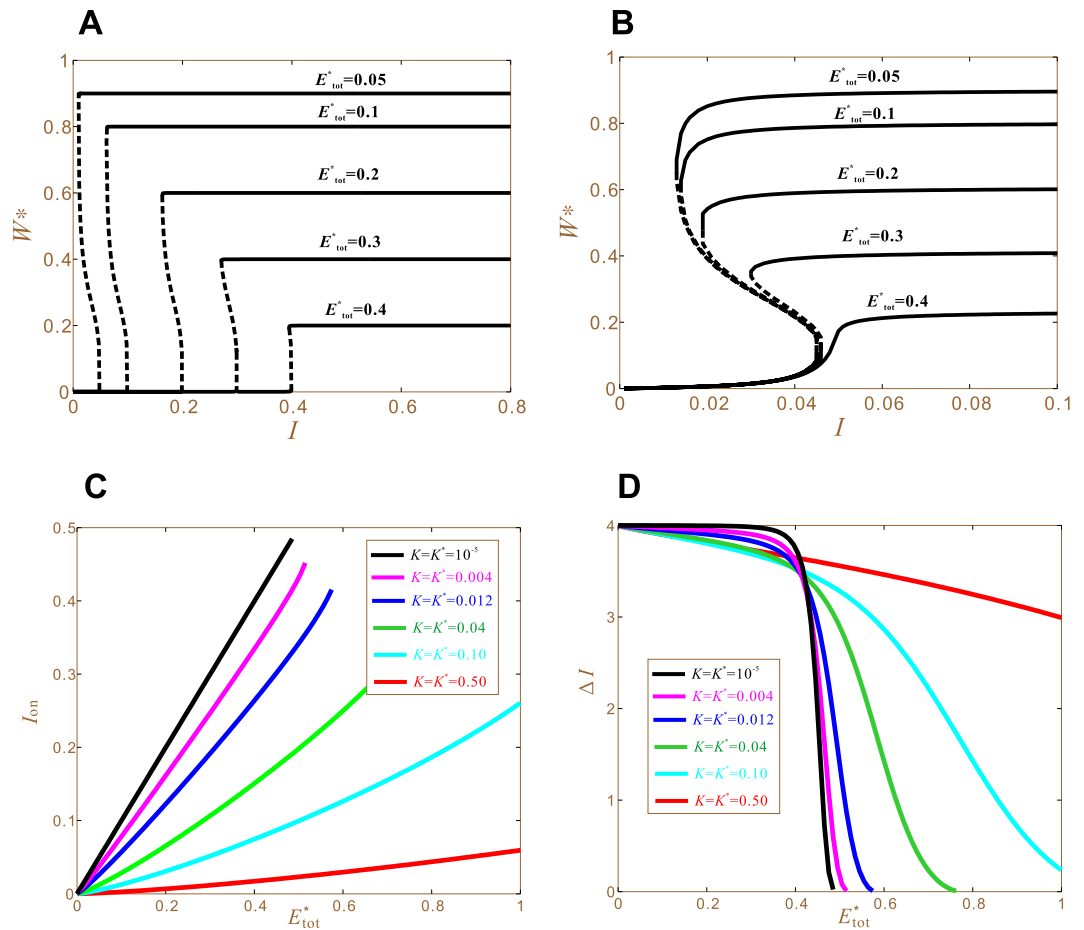 A
W*
1
0.8
0.6
0.4
0.2
0
E*tot=0.05
E*tot=0.1
E*tot=0.2
E*tot=0.3
E*tot=0.4
0
0.2
0.4
0.6
0.8
I
B
W*
1
0.8
0.6
0.4
0.2
0
E*tot=0.05
E*tot=0.1
E*tot=0.2
E*tot=0.3
E*tot=0.4
0
0.02
0.04
0.06
0.08
0.1
I
C
Ion
0.5
0.4
0.3
0.2
0.1
0
K=K*=10-5
K=K*=0.004
K=K*=0.012
K=K*=0.04
K=K*=0.10
K=K*=0.50
0
0.2
0.4
0.6
0.8
1
E*tot
D
Δ I
4
3
2
1
0
K=K*=10-5
K=K*=0.004
K=K*=0.012
K=K*=0.04
K=K*=0.10
K=K*=0.50
0
0.2
0.4
0.6
0.8
1
E*tot